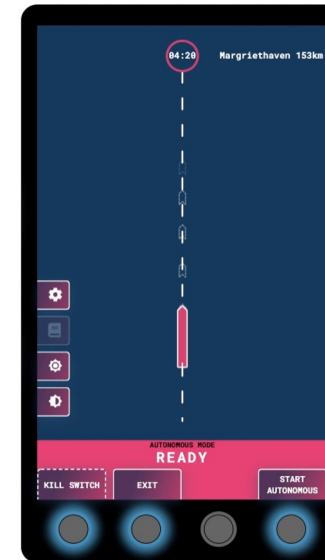 04:20
Margriethaven 153km
AUTONOMOUS MODE
READY
KILL SWITCH
EXIT
START
AUTONOMOUS